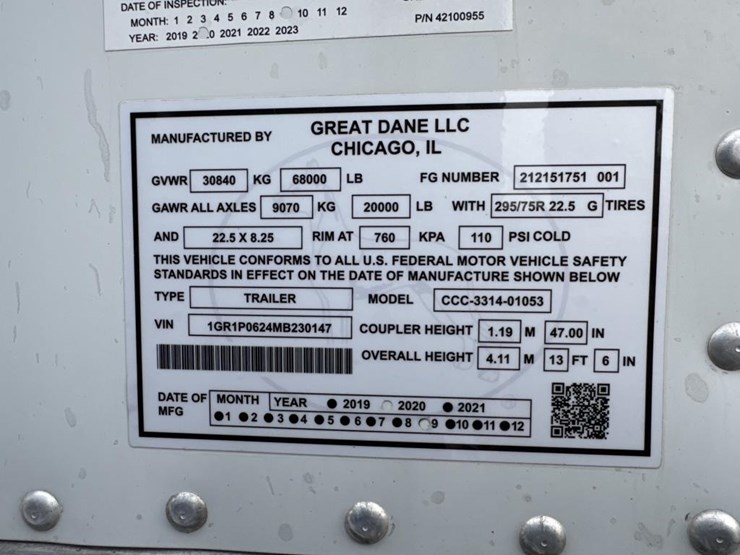 DATE OF INSPECTION:
MONTH: 1 2 3 4 5 6 7 8 10 11 12
YEAR: 2019 2 0 2021 2022 2023
P/N 42100955
MANUFACTURED BY GREAT DANE LLC
CHICAGO, IL
GVWR 30840 KG 68000 LB FG NUMBER 212151751 001
GAWR ALL AXLES 9070 KG 20000 LB WITH 295/75R 22.5 G TIRES
AND 22.5 X 8.25 RIM AT 760 KPA 110 PSI COLD
THIS VEHICLE CONFORMS TO ALL U.S. FEDERAL MOTOR VEHICLE SAFETY
STANDARDS IN EFFECT ON THE DATE OF MANUFACTURE SHOWN BELOW
TYPE TRAILER MODEL CCC-3314-01053
VIN 1GR1P0624MB230147 COUPLER HEIGHT 1.19 M 47.00 IN
OVERALL HEIGHT 4.11 M 13 FT 6 IN
DATE OF MFG MONTH YEAR ● 2019 ○ 2020 ● 2021
●1 ●2 ●3 ●4 ●5 ●6 ●7 ●8 ○9 ●10 ●11 ●12